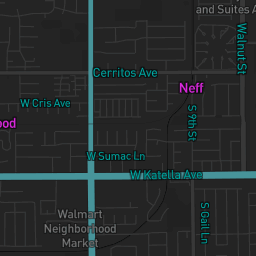 and Suites A
Walnut St
Cerritos Ave
Neff
W Cris Ave
S 9th St
ood
W Sumac Ln
W Katella Ave
S Gail Ln
Walmart
Neighborhood
Market